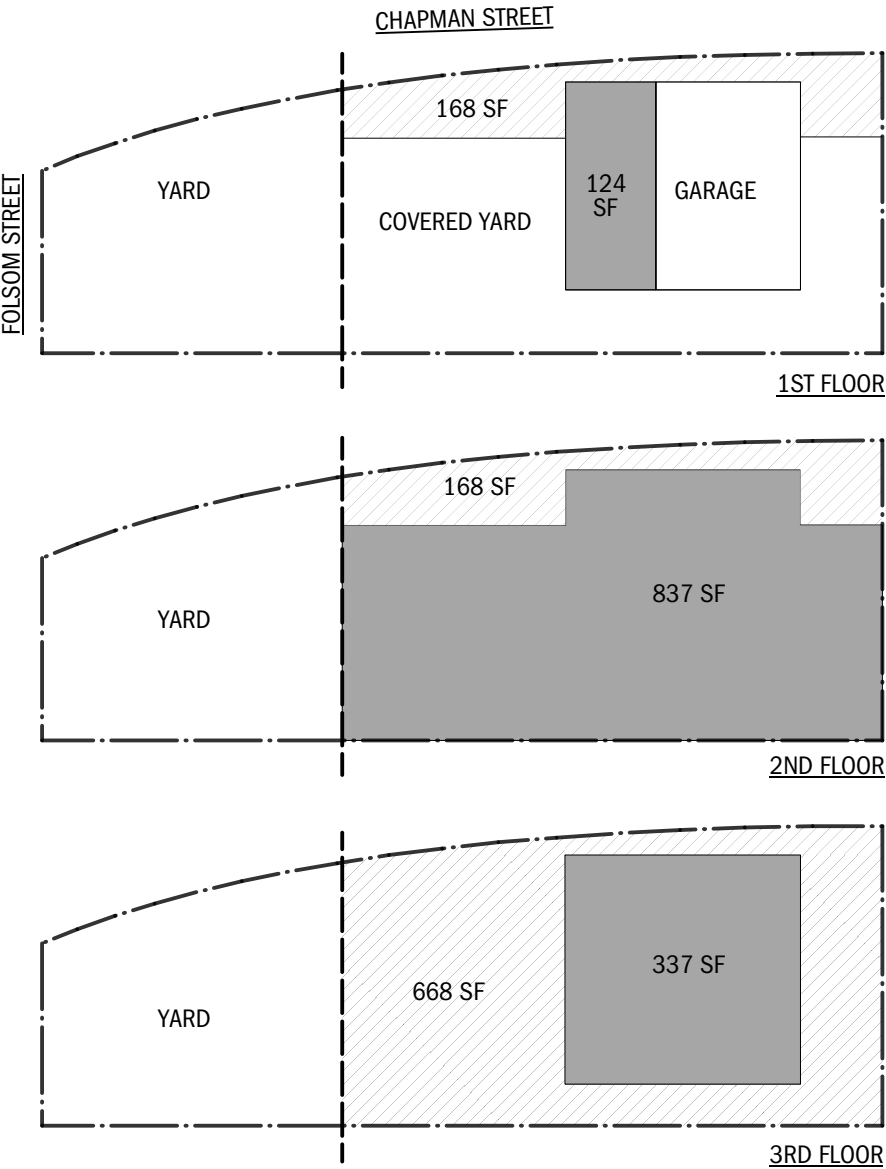 CHAPMAN STREET
168 SF
YARD
124
SF
GARAGE
COVERED YARD
FOLSOM STREET
1ST FLOOR
168 SF
837 SF
YARD
2ND FLOOR
337 SF
668 SF
YARD
3RD FLOOR